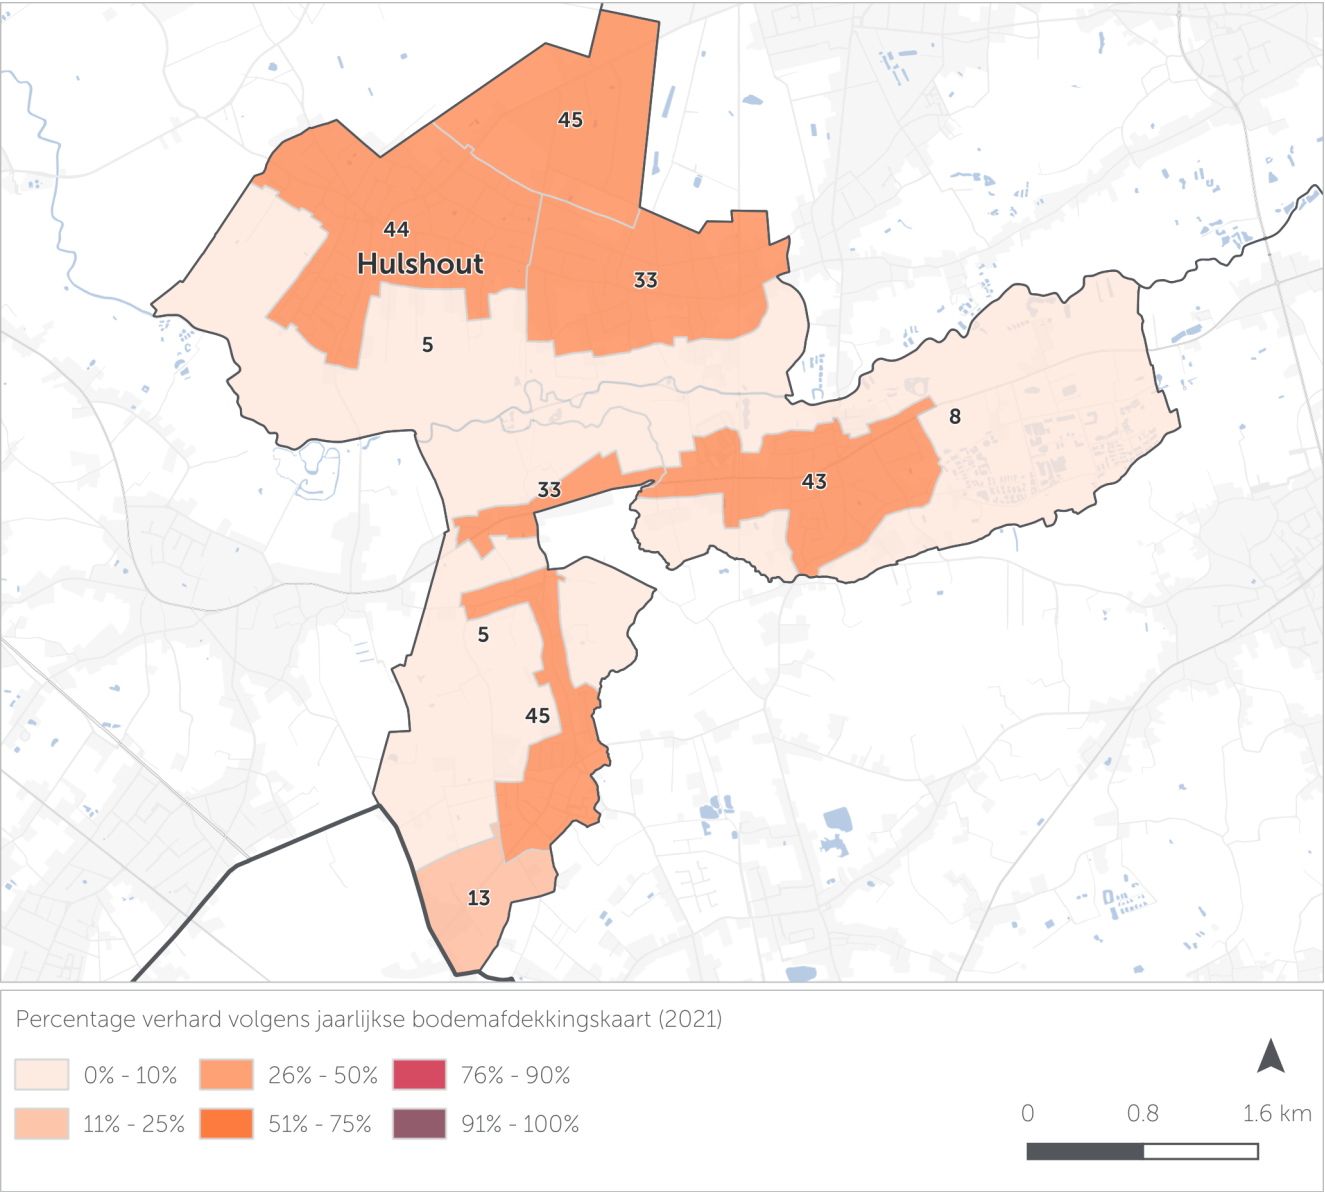 45
44
Hulshout
33
5
8
43
33
5
45
13
Percentage verhard volgens jaarlijkse bodemafdekkingskaart (2021)
0% - 10% 26% - 50% 76% - 90%
11% - 25% 51% - 75% 91% - 100%
0 0.8 1.6 km